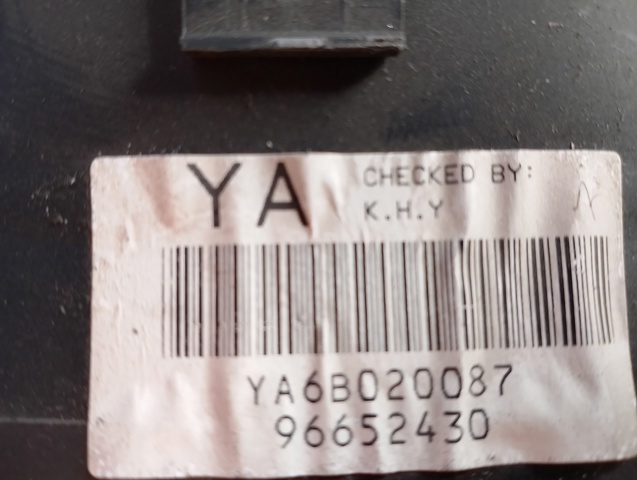 YA CHECKED BY:
K.H.Y
YA6B020087
96652430